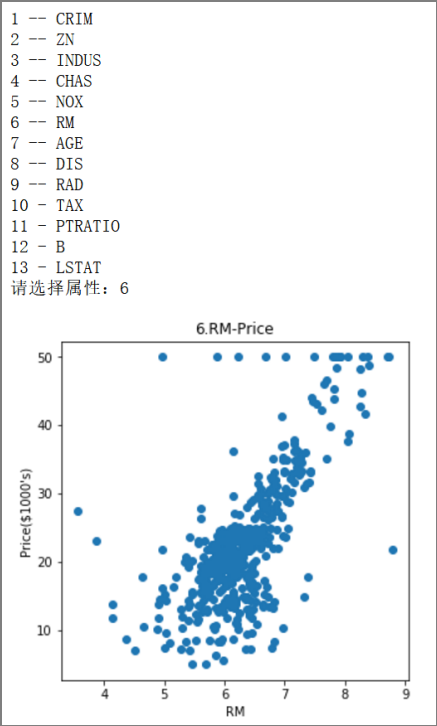 1 -- CRIM
2 -- ZN
3 -- INDUS
4 -- CHAS
5 -- NOX
6 -- RM
7 -- AGE
8 -- DIS
9 -- RAD
10 - TAX
11 - PTRATIO
12 - B
13 - LSTAT
请选择属性: 6
6.RM-Price
50
40
30
20
10
Price($1000's)
4 5 6 7 8 9
RM